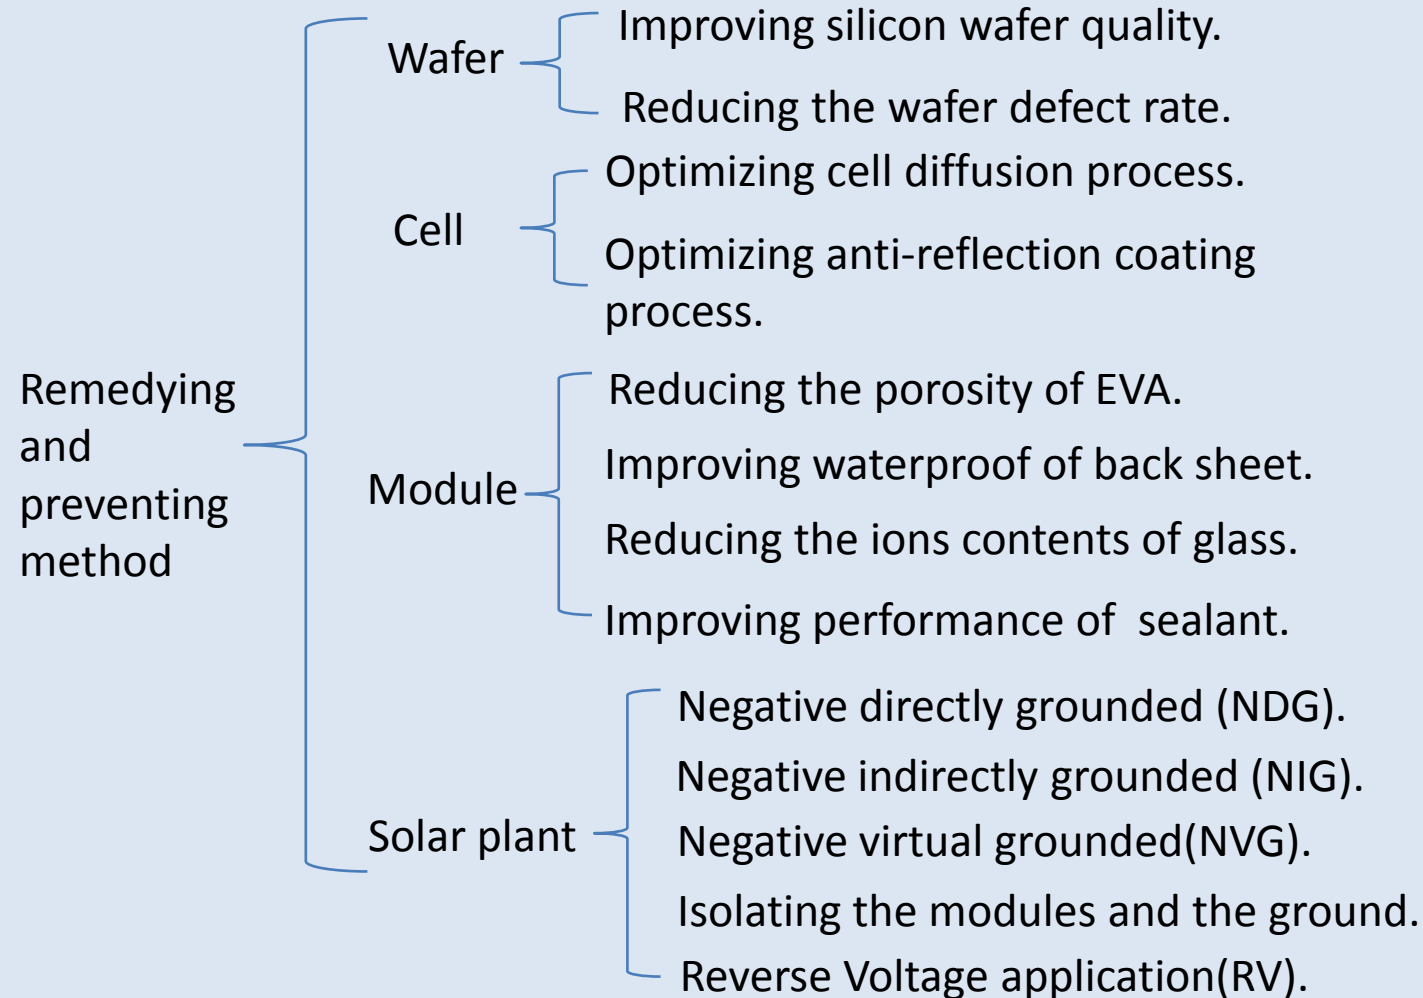 Remedying
and
preventing
method
Wafer
Improving silicon wafer quality.
Reducing the wafer defect rate.
Cell
Optimizing cell diffusion process.
Optimizing anti-reflection coating
process.
Module
Reducing the porosity of EVA.
Improving waterproof of back sheet.
Reducing the ions contents of glass.
Improving performance of  sealant.
Solar plant
Negative directly grounded (NDG).
Negative indirectly grounded (NIG).
Negative virtual grounded(NVG).
Isolating the modules and the ground.
Reverse Voltage application(RV).